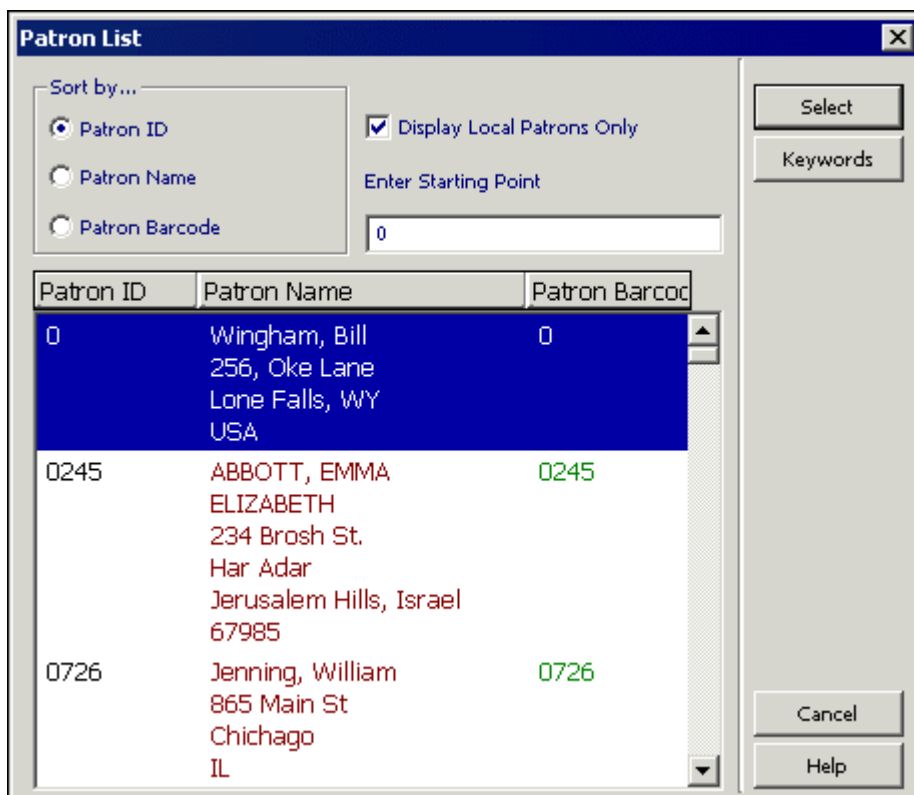 Patron List
Sort by...
Patron ID
Patron Name
Patron Barcode
Display Local Patrons Only
Enter Starting Point
0
Select
Keywords
Patron ID Patron Name Patron Barcod
0 Wingham, Bill 0
256, Oke Lane
Lone Falls, WY
USA
0245 ABBOTT, EMMA 0245
ELIZABETH
234 Brosh St.
Har Adar
Jerusalem Hills, Israel
67985
0726 Jenning, William 0726
865 Main St
Chichago
IL
Cancel
Help